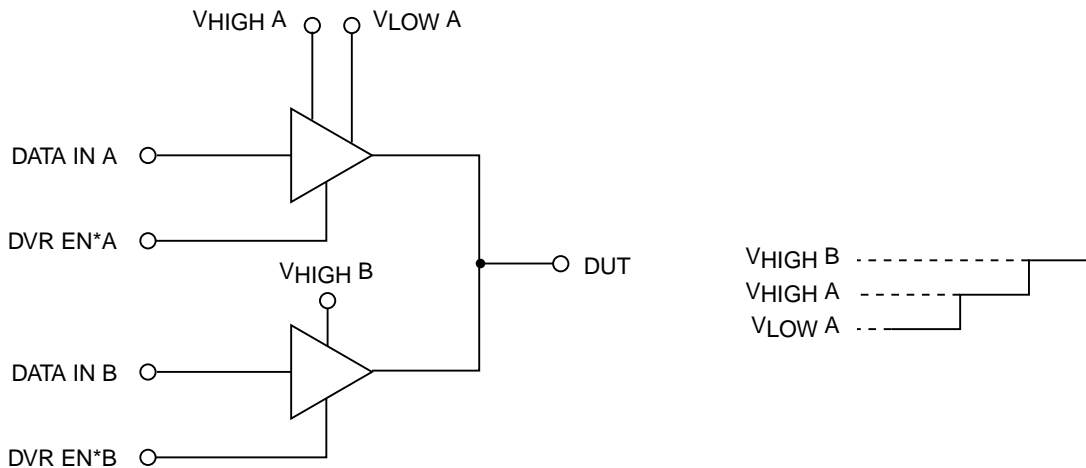 VHIGH A
VLOW A
DATA IN A
DVR EN*A
VHIGH B
DUT
DATA IN B
DVR EN*B
VHIGH B
VHIGH A
VLOW A